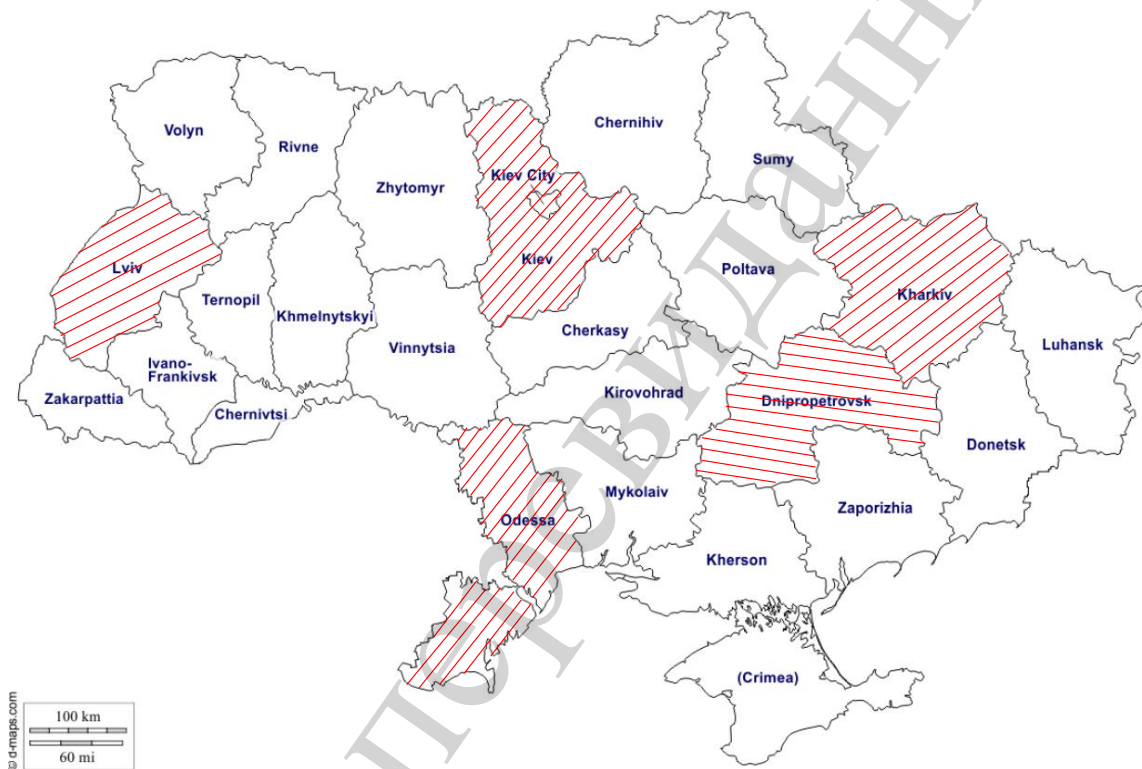 Chernihiv
Volyn
Rivne
Sumy
Kiev City
Zhytomyr
Lviv
Kiev
Poltava
Kharkiv
Ternopil
Khmelnytskyi
Cherkasy
Luhansk
Vinnytsia
Ivano-
Frankivsk
Zakarpattia
Kirovohrad
Dnipropetrovsk
Chernivtsi
Donetsk
Mykolaiv
Zaporizhia
Odessa
Kherson
(Crimea)
100 km
60 mi
© d-maps.com